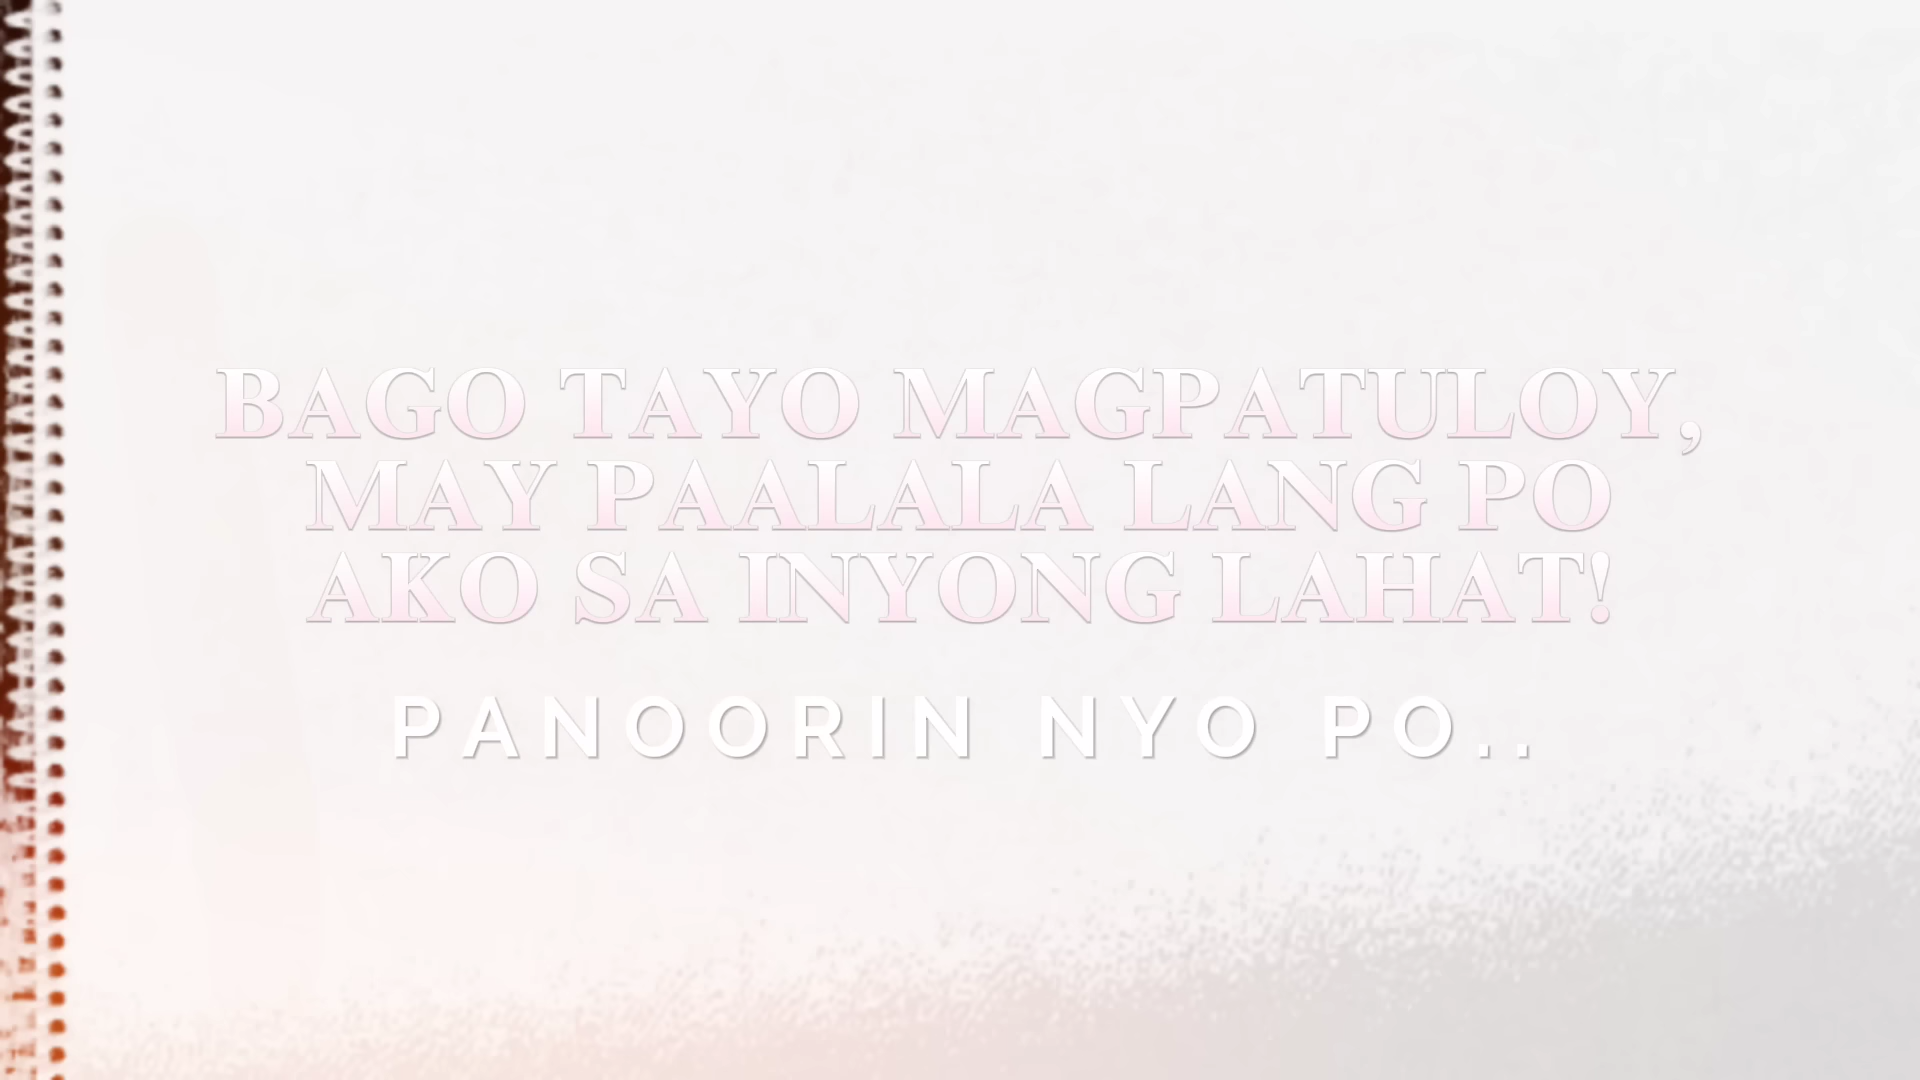 BAGO TAYO MAGPATULOY,
MAY PAALALA LANG PO
AKO SA INYONG LAHAT!
PANOORIN NYO PO..